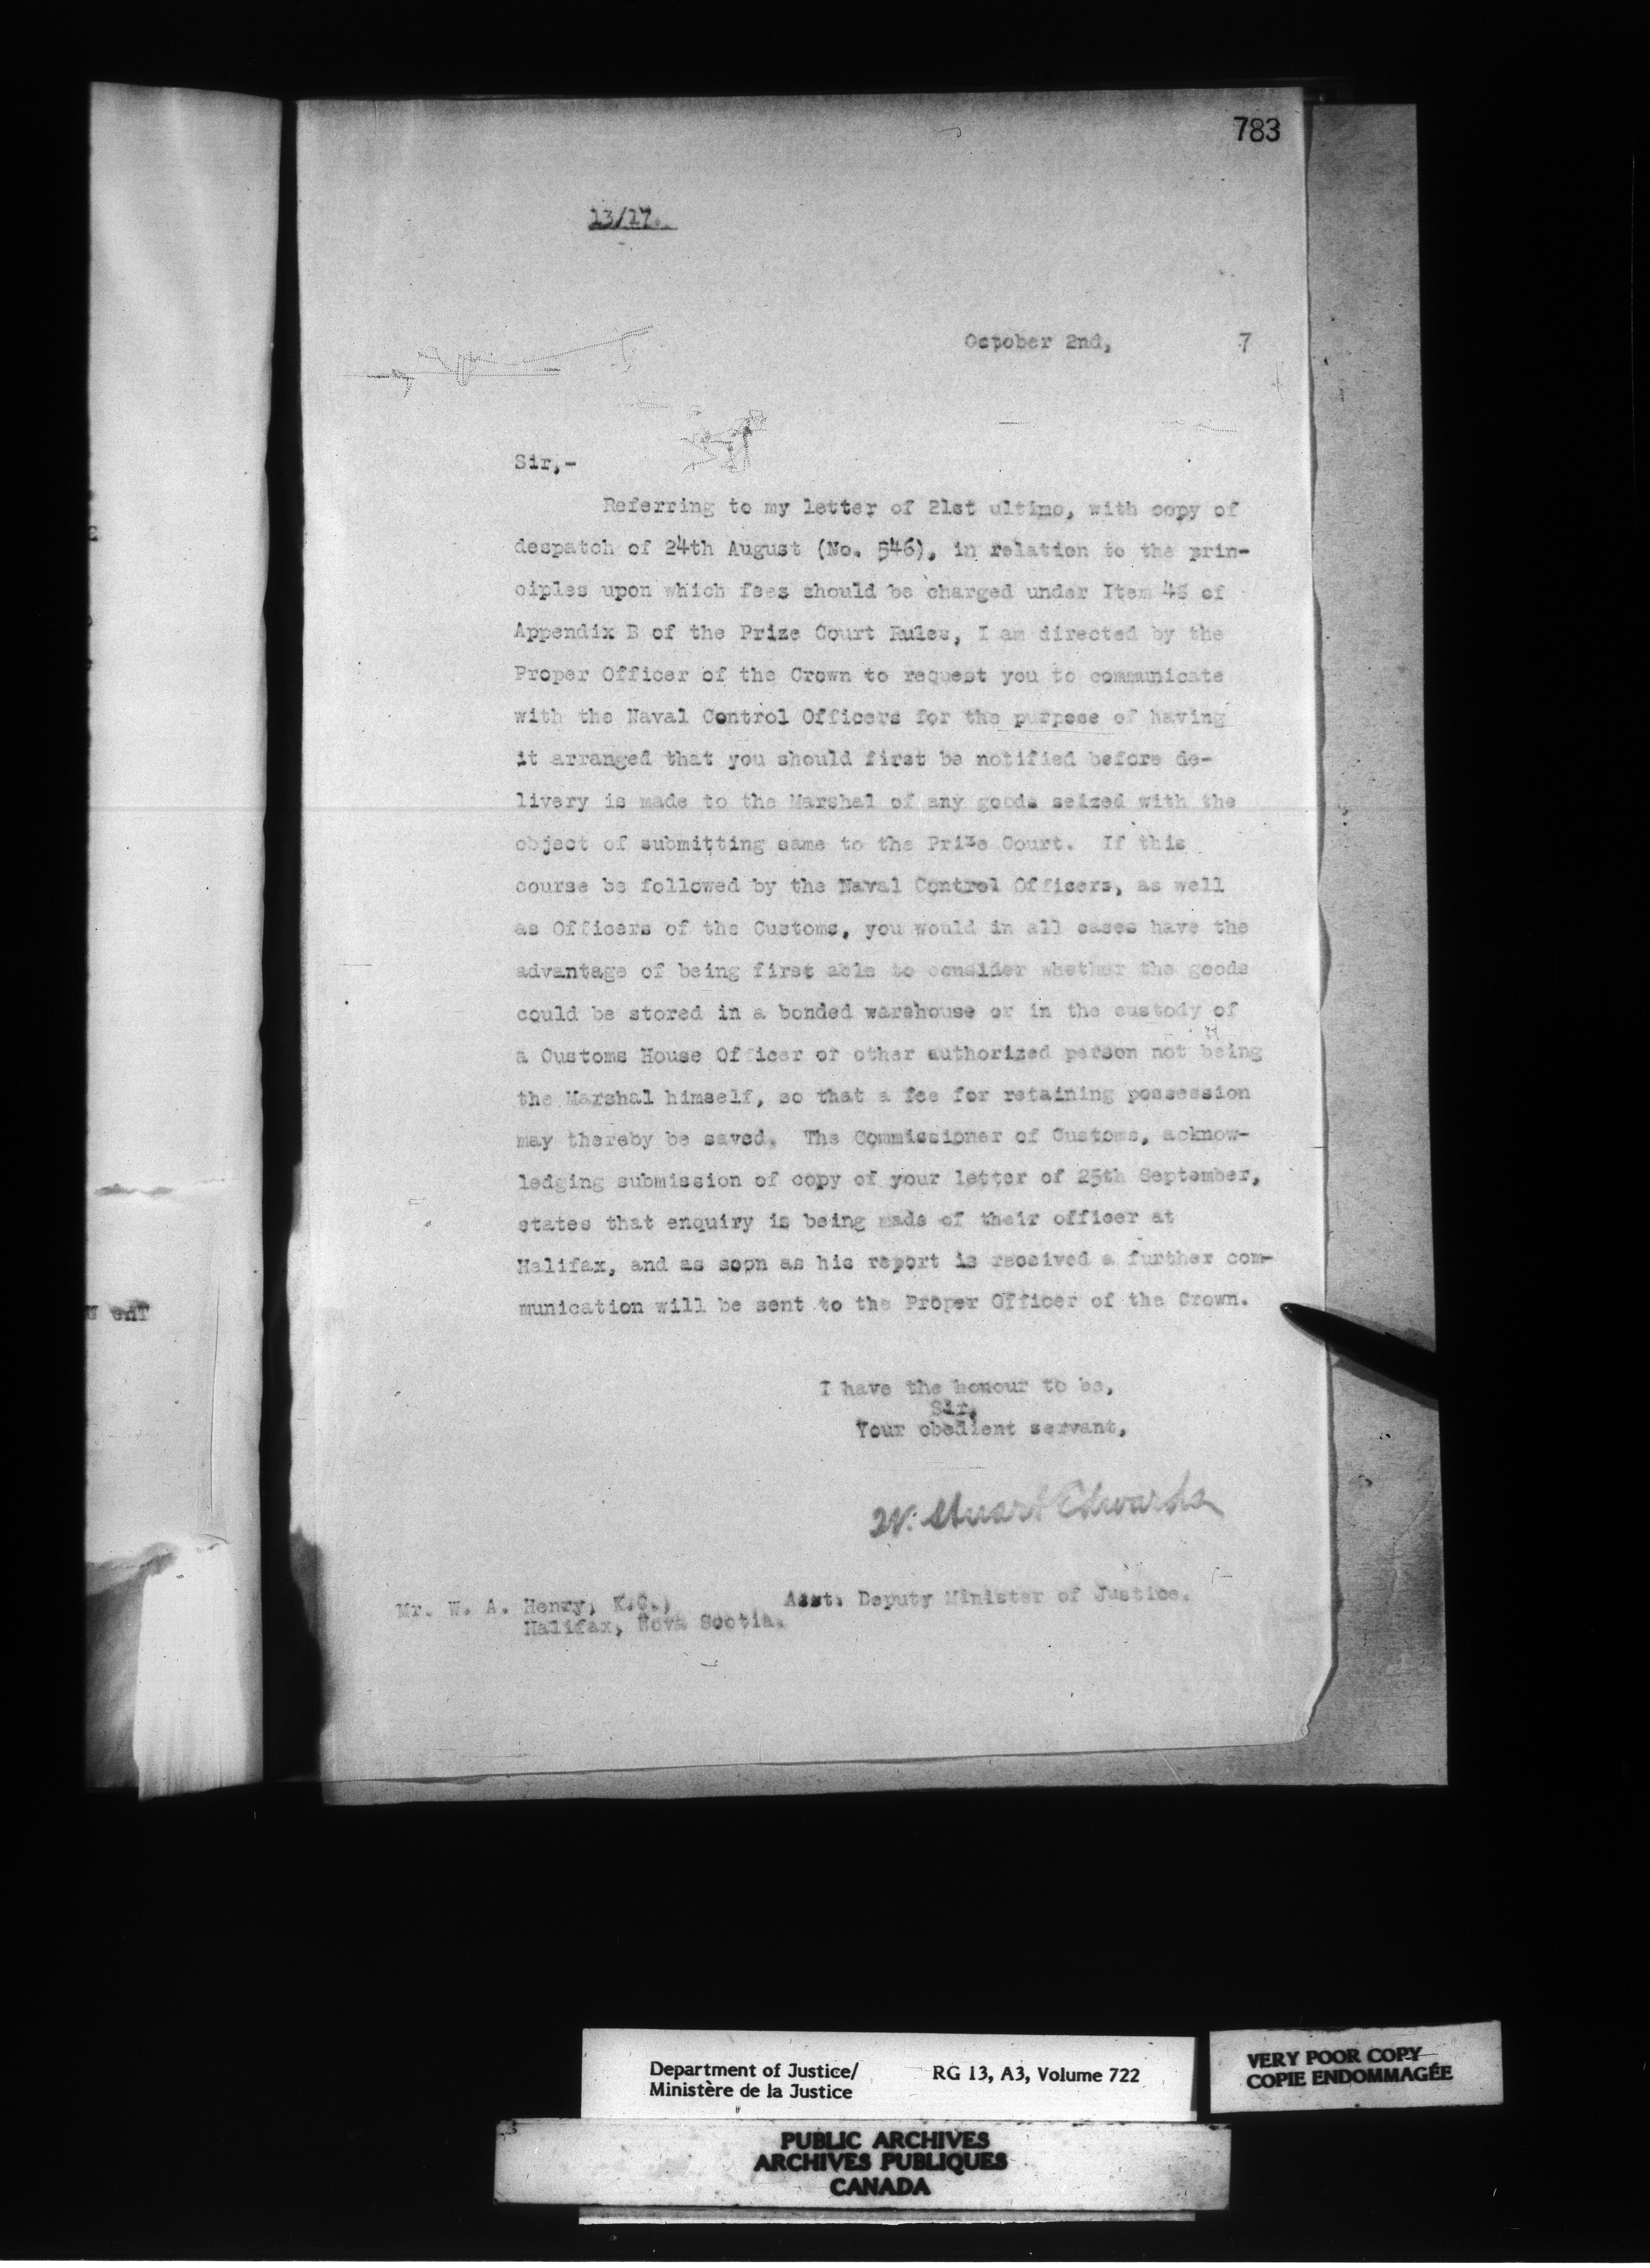 783
13/17.
October 2nd, 7
Sir,-
Referring to my letter of 21st ultimo, with copy of
despatch of 24th August (No. 546), in relation to the prin-
ciples upon which fees should be charged under Item of
Appendix B of the Prize Court Rules, I am directed by the
Proper Officer of the Crown to request you to communicate
with the Naval Control Officers for the purpose of having
it arranged that you should first be notified before de-
livery is made to the Marshal of any goods seized with the
object of submitting same to the Prize Court. If this
course be followed by the Naval Control Officers, as well
as Officers of the Customs, you would in all cases have the
advantage of being first able to consider whether the goods
could be stored in a bonded warehouse or in the custody of
a Customs House Officer or other authorized person not being
the Marshal himself, so that a fee for retaining possession
may thereby be saved. The Commissioner of Customs, acknow-
ledging submission of copy of your letter of 25th September,
states that enquiry is being made of their officer at
Halifax, and as soon as his report is received a further com-
munication will be sent to the Proper Officer of the Crown.
I have the honour to be,
Sir,
Your obedient servant,
W. Stuart Edwards
Asst. Deputy Minister of Justice.
Mr. W. A. Henry, K.C.,
Halifax, Nova Scotia.
G enT
Department of Justice/ RG 13, A3, Volume 722
Ministère de la Justice
VERY POOR COPY
COPIE ENDOMMAGÉE
PUBLIC ARCHIVES
ARCHIVES PUBLIQUES
CANADA